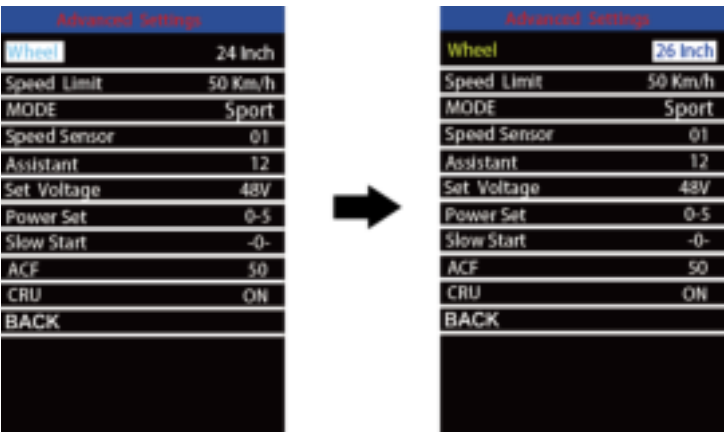 Advanced Settings
Wheel 24 Inch
Speed Limit 50 Km/h
MODE Sport
Speed Sensor 01
Assistant 12
Set Voltage 48V
Power Set 0-5
Slow Start -0-
ACF 50
CRU ON
BACK
Advanced Settings
Wheel 26 Inch
Speed Limit 50 Km/h
MODE Sport
Speed Sensor 01
Assistant 12
Set Voltage 48V
Power Set 0-5
Slow Start -0-
ACF 50
CRU ON
BACK